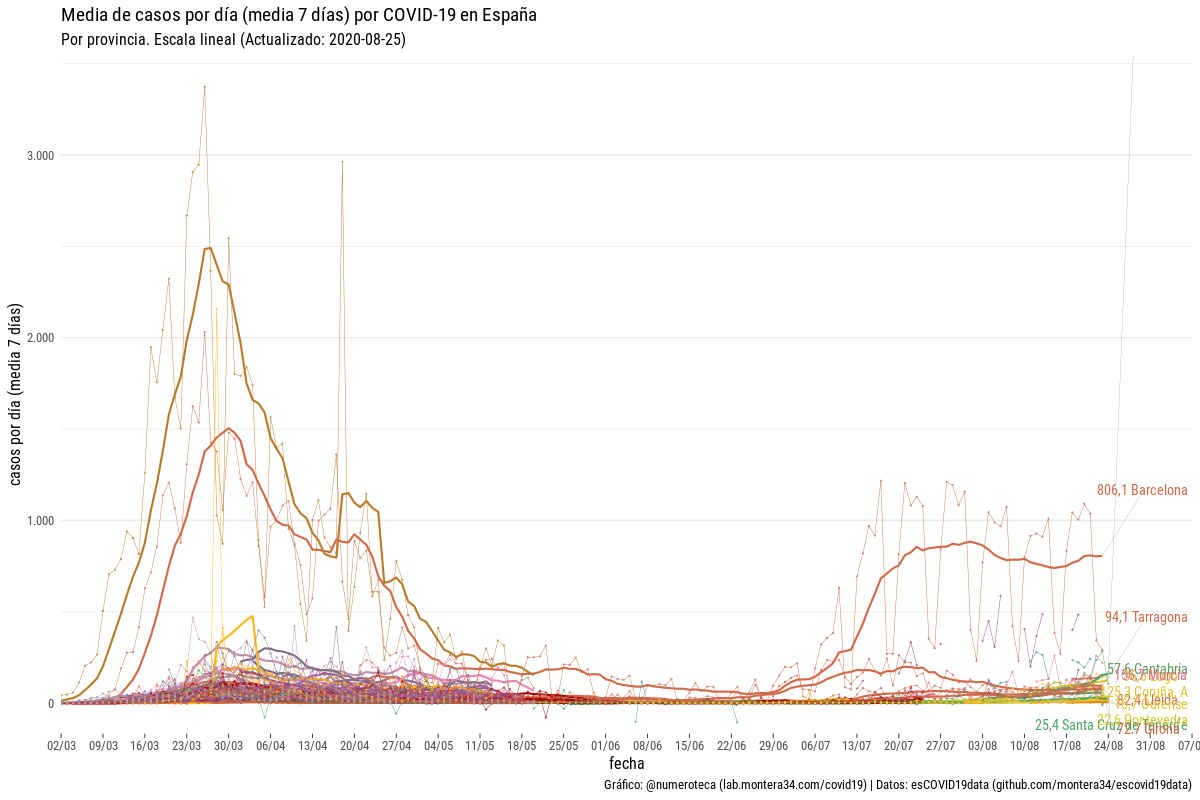 Media de casos por día (media 7 días) por COVID-19 en España
Por provincia. Escala lineal (Actualizado: 2020-08-25)
casos por día (media 7 días)
3.000
2.000
1.000
0
806,1 Barcelona
94,1 Tarragona
57,6 Cantabria
25,3 Coruña, A
82,4 Lleida
Ourense
22,6 Pontevedra
25,4 Santa Cruz de Tenerife
72,7 Girona
02/03 09/03 16/03 23/03 30/03 06/04 13/04 20/04 27/04 04/05 11/05 18/05 25/05 01/06 08/06 15/06 22/06 29/06 06/07 13/07 20/07 27/07 03/08 10/08 17/08 24/08 31/08 07/0
fecha
Gráfico: @numeroteca (lab.montera34.com/covid19) | Datos: esCOVID19data (github.com/montera34/escovid19data)